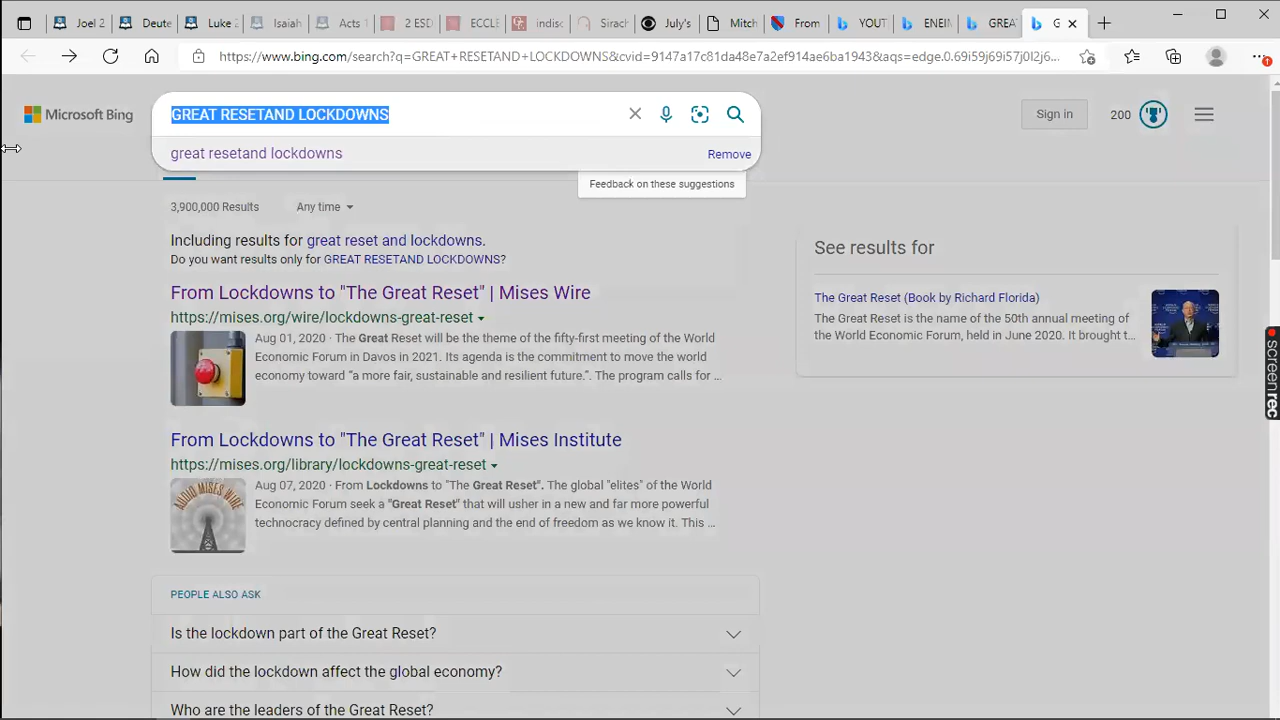 Joel 2
Deute
Luke 2
Isaiah
Acts 1
2 ESD
ECCLE
indisc
Sirach
July's
Mitch
From
YOUT
ENEIN
GREA
G
https://www.bing.com/search?q=GREAT+RESETAND+LOCKDOWNS&cvid=9147a17c81da48e7a2ef914ae6ba1943&aqs=edge.0.69i59j69i57j0l2j6...
Microsoft Bing
GREAT RESETAND LOCKDOWNS
Sign in
200
great resetand lockdowns
Remove
Feedback on these suggestions
3,900,000 Results
Any time
Including results for great reset and lockdowns.
Do you want results only for GREAT RESETAND LOCKDOWNS?
From Lockdowns to "The Great Reset" | Mises Wire
https://mises.org/wire/lockdowns-great-reset
Aug 01, 2020 · The Great Reset will be the theme of the fifty-first meeting of the World
Economic Forum in Davos in 2021. Its agenda is the commitment to move the world
economy toward "a more fair, sustainable and resilient future.". The program calls for ...
From Lockdowns to "The Great Reset" | Mises Institute
https://mises.org/library/lockdowns-great-reset
AUDIO MISES WIRE
Aug 07, 2020 · From Lockdowns to "The Great Reset". The global "elites" of the World
Economic Forum seek a "Great Reset" that will usher in a new and far more powerful
technocracy defined by central planning and the end of freedom as we know it. This ...
PEOPLE ALSO ASK
Is the lockdown part of the Great Reset?
How did the lockdown affect the global economy?
Who are the leaders of the Great Reset?
See results for
The Great Reset (Book by Richard Florida)
The Great Reset is the name of the 50th annual meeting of
the World Economic Forum, held in June 2020. It brought t...
screenrec